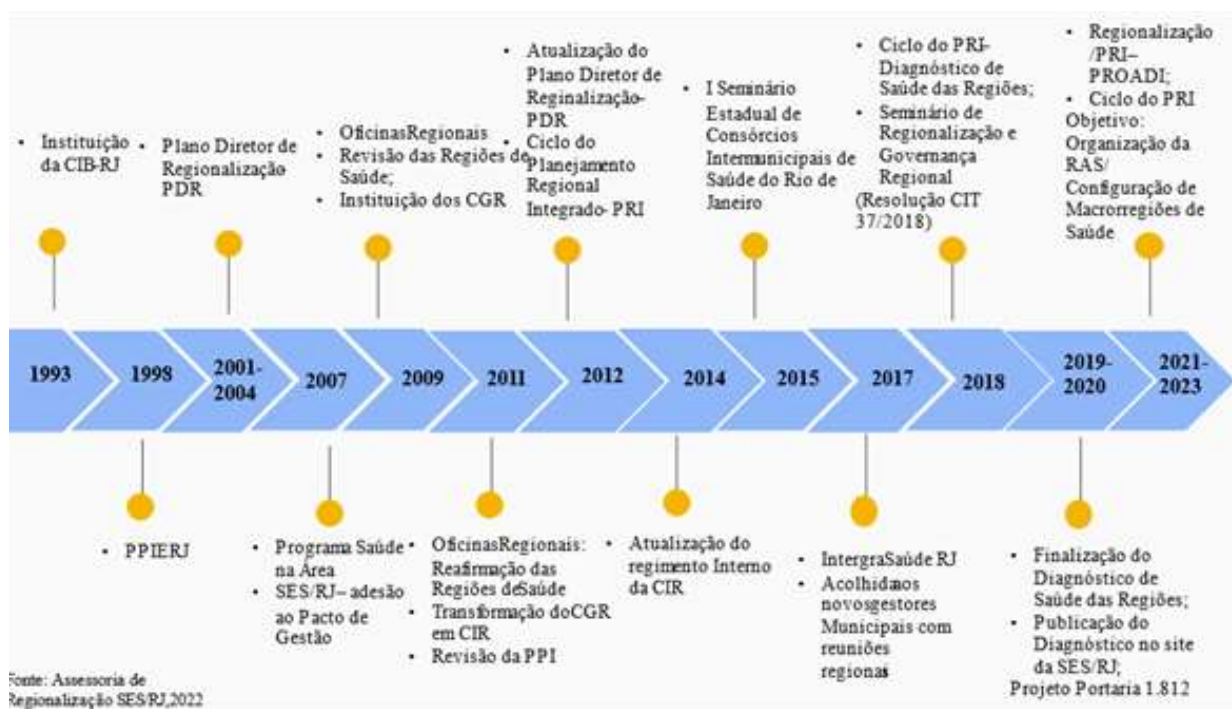 • Instituição
da CIB-RJ
• Plano Diretor de
Regionalização-
PDR
• OficinasRegionais
• Revisão das Regiões de
Saúde;
• Instituição dos CGR
• Atualização do
Plano Diretor de
Reginalização-
PDR
• Ciclo do
Planejamento
Regional
Integrado- PRI
• I Seminário
Estadual de
Consórcios
Intermunicipais de
Saúde do Rio de
Janeiro
• Ciclo do PRI-
Diagnóstico de
Saúde das Regiões;
• Seminário de
Regionalização e
Governança
Regional
(Resolução CIT
37/2018)
• Regionalização
/PRI–
PROADI;
• Ciclo do PRI
Objetivo:
Organização da
RAS/
Configuração de
Macrorregiões de
Saúde
1993
1998
2001-
2004
2007
2009
2011
2012
2014
2015
2017
2018
2019-
2020
2021-
2023
• PPIERJ
• Programa Saúde
na Área
• SES/RJ– adesão
ao Pacto de
Gestão
• OficinasRegionais:
Reafirmação das
Regiões deSaúde
• Transformação doCGR
em CIR
• Revisão da PPI
• Atualização do
regimento Interno
da CIR
• IntergraSaúde RJ
• Acolhidaaos
novosgestores
Municipais com
reuniões
regionais
• Finalização do
Diagnóstico de
Saúde das Regiões;
• Publicação do
Diagnóstico no site
da SES/RJ;
Projeto Portaria 1.812
Fonte: Assessoria de
Regionalização SES/RJ,2022